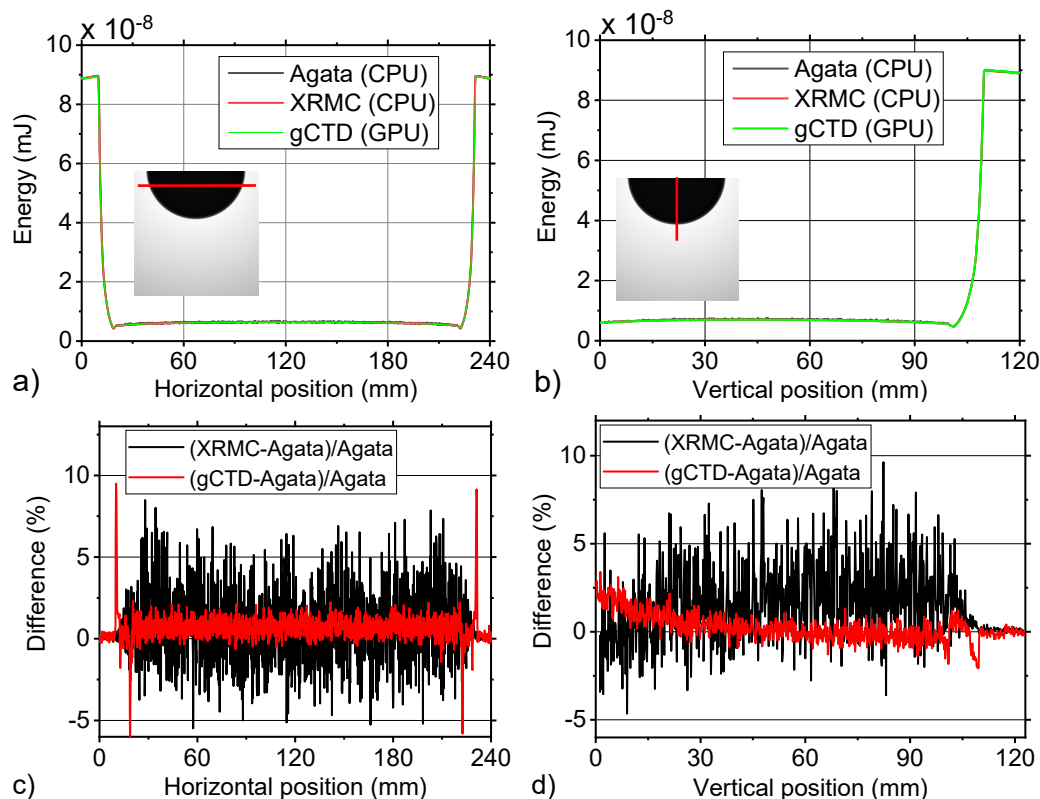 x 10-8
10
8
6
4
2
0
Energy (mJ)
Agata (CPU)
XRMC (CPU)
gCTD (GPU)
0 60 120 180 240
Horizontal position (mm)
a)
x 10-8
10
8
6
4
2
0
Energy (mJ)
Agata (CPU)
XRMC (CPU)
gCTD (GPU)
0 30 60 90 120
Vertical position (mm)
b)
10
5
0
-5
Difference (%)
(XRMC-Agata)/Agata
(gCTD-Agata)/Agata
0 60 120 180 240
Horizontal position (mm)
c)
10
5
0
-5
Difference (%)
(XRMC-Agata)/Agata
(gCTD-Agata)/Agata
0 30 60 90 120
Vertical position (mm)
d)